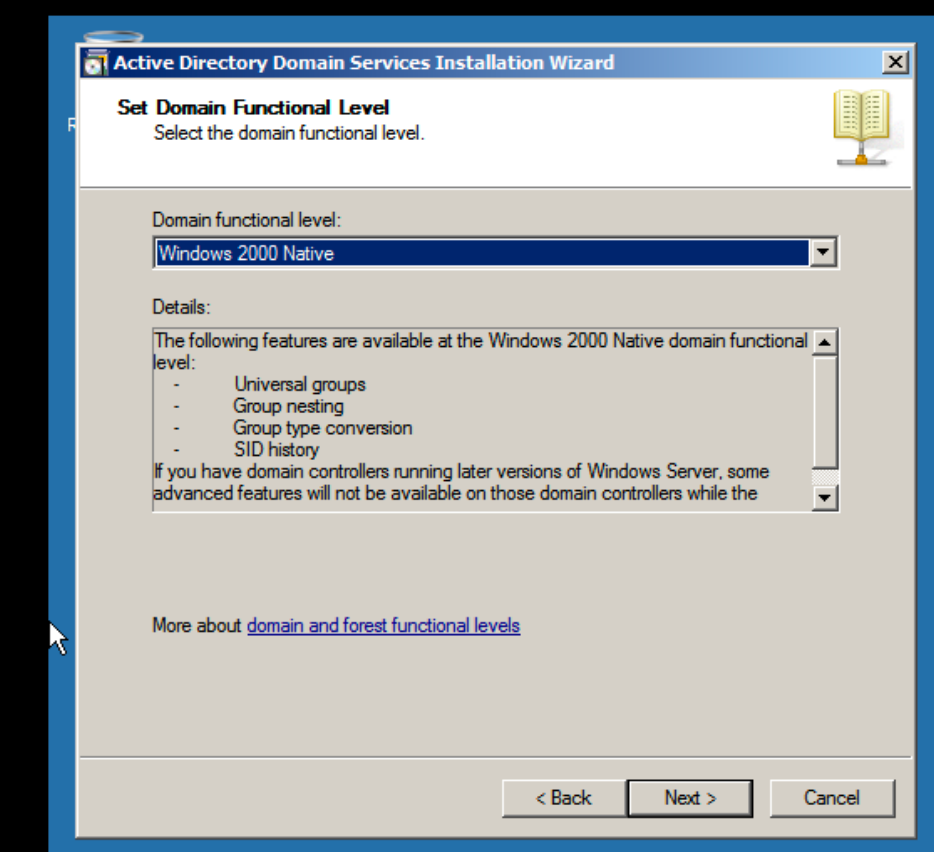 Active Directory Domain Services Installation Wizard
Set Domain Functional Level
Select the domain functional level.
R
Domain functional level:
Windows 2000 Native
Details:
The following features are available at the Windows 2000 Native domain functional
level:
- Universal groups
- Group nesting
- Group type conversion
- SID history
If you have domain controllers running later versions of Windows Server, some
advanced features will not be available on those domain controllers while the
More about domain and forest functional levels
< Back Next > Cancel